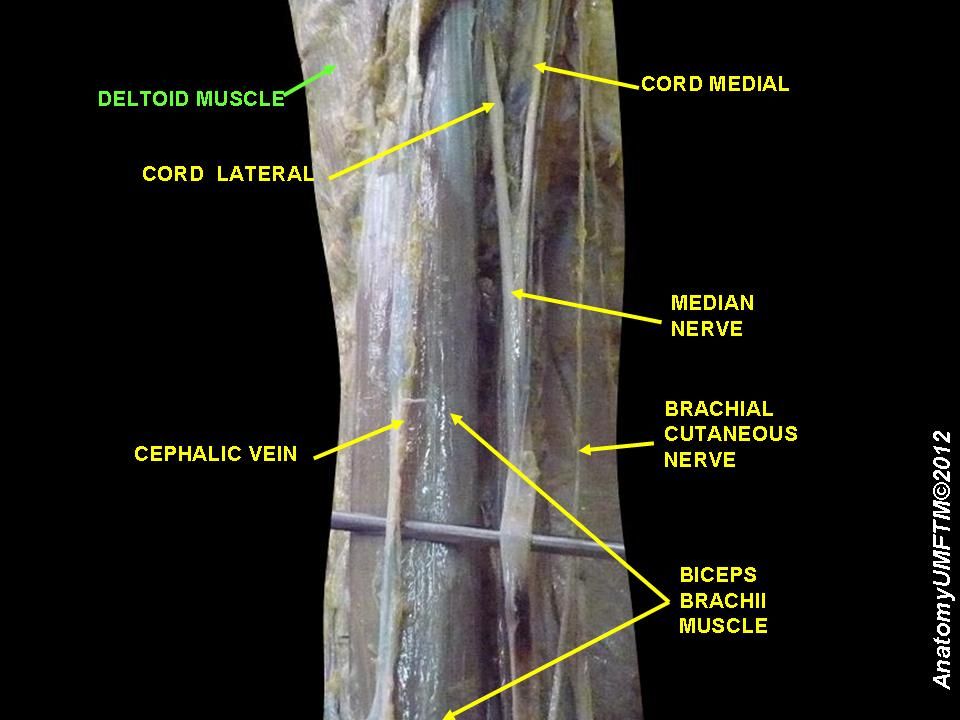 DELTOID MUSCLE
CORD MEDIAL
CORD LATERAL
MEDIAN
NERVE
BRACHIAL
CUTANEOUS
NERVE
CEPHALIC VEIN
BICEPS
BRACHII
MUSCLE
AnatomyUMFTM©2012